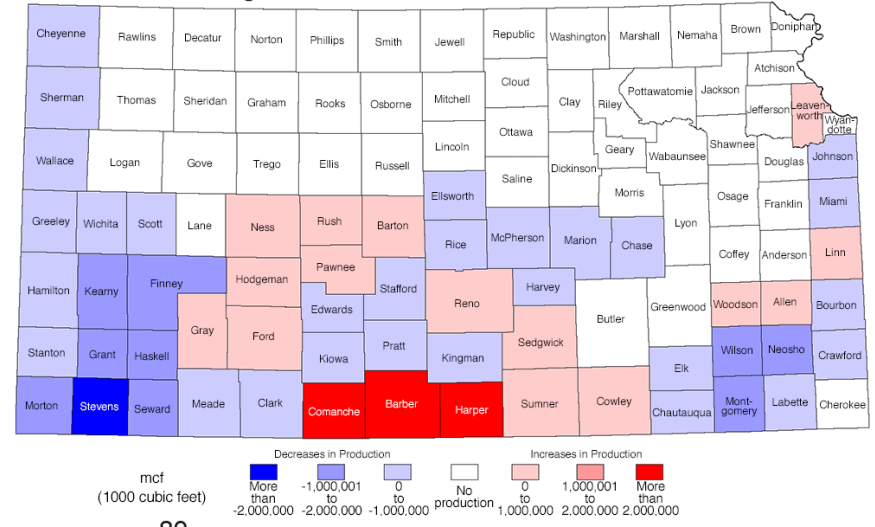 Cheyenne Rawlins Decatur Norton Phillips Smith Jewell Republic Washington Marshall Nemaha Brown Doniphan
Atchison
Sherman Thomas Sheridan Graham Rooks Osborne Mitchell Cloud Clay Riley Pottawatomie Jackson Jefferson Leaven-
worth
Wyan-
dotte
Ottawa
Lincoln Geary Wabaunsee Shawnee Douglas Johnson
Wallace Logan Gove Trego Ellis Russell Saline Dickinson
Morris
Ellsworth Osage Franklin Miami
Greeley Wichita Scott Lane Ness Rush Barton Rice McPherson Marion Chase Lyon
Coffey Anderson Linn
Pawnee
Hamilton Kearny Finney Hodgeman Stafford Harvey
Edwards Reno Butler Greenwood Woodson Allen Bourbon
Gray Ford Sedgwick
Stanton Grant Haskell Kiowa Pratt Kingman Elk Wilson Neosho Crawford
Morton Stevens Seward Meade Clark Comanche Barber Harper Sumner Cowley Chautauqua Mont-
gomery
Labette Cherokee
Decreases in Production Increases in Production
mcf
(1000 cubic feet)
More
than
-2,000,000
-1,000,001
to
-2,000,000
0
to
-1,000,000
No
production
0
to
1,000,000
1,000,001
to
2,000,000
More
than
2,000,000